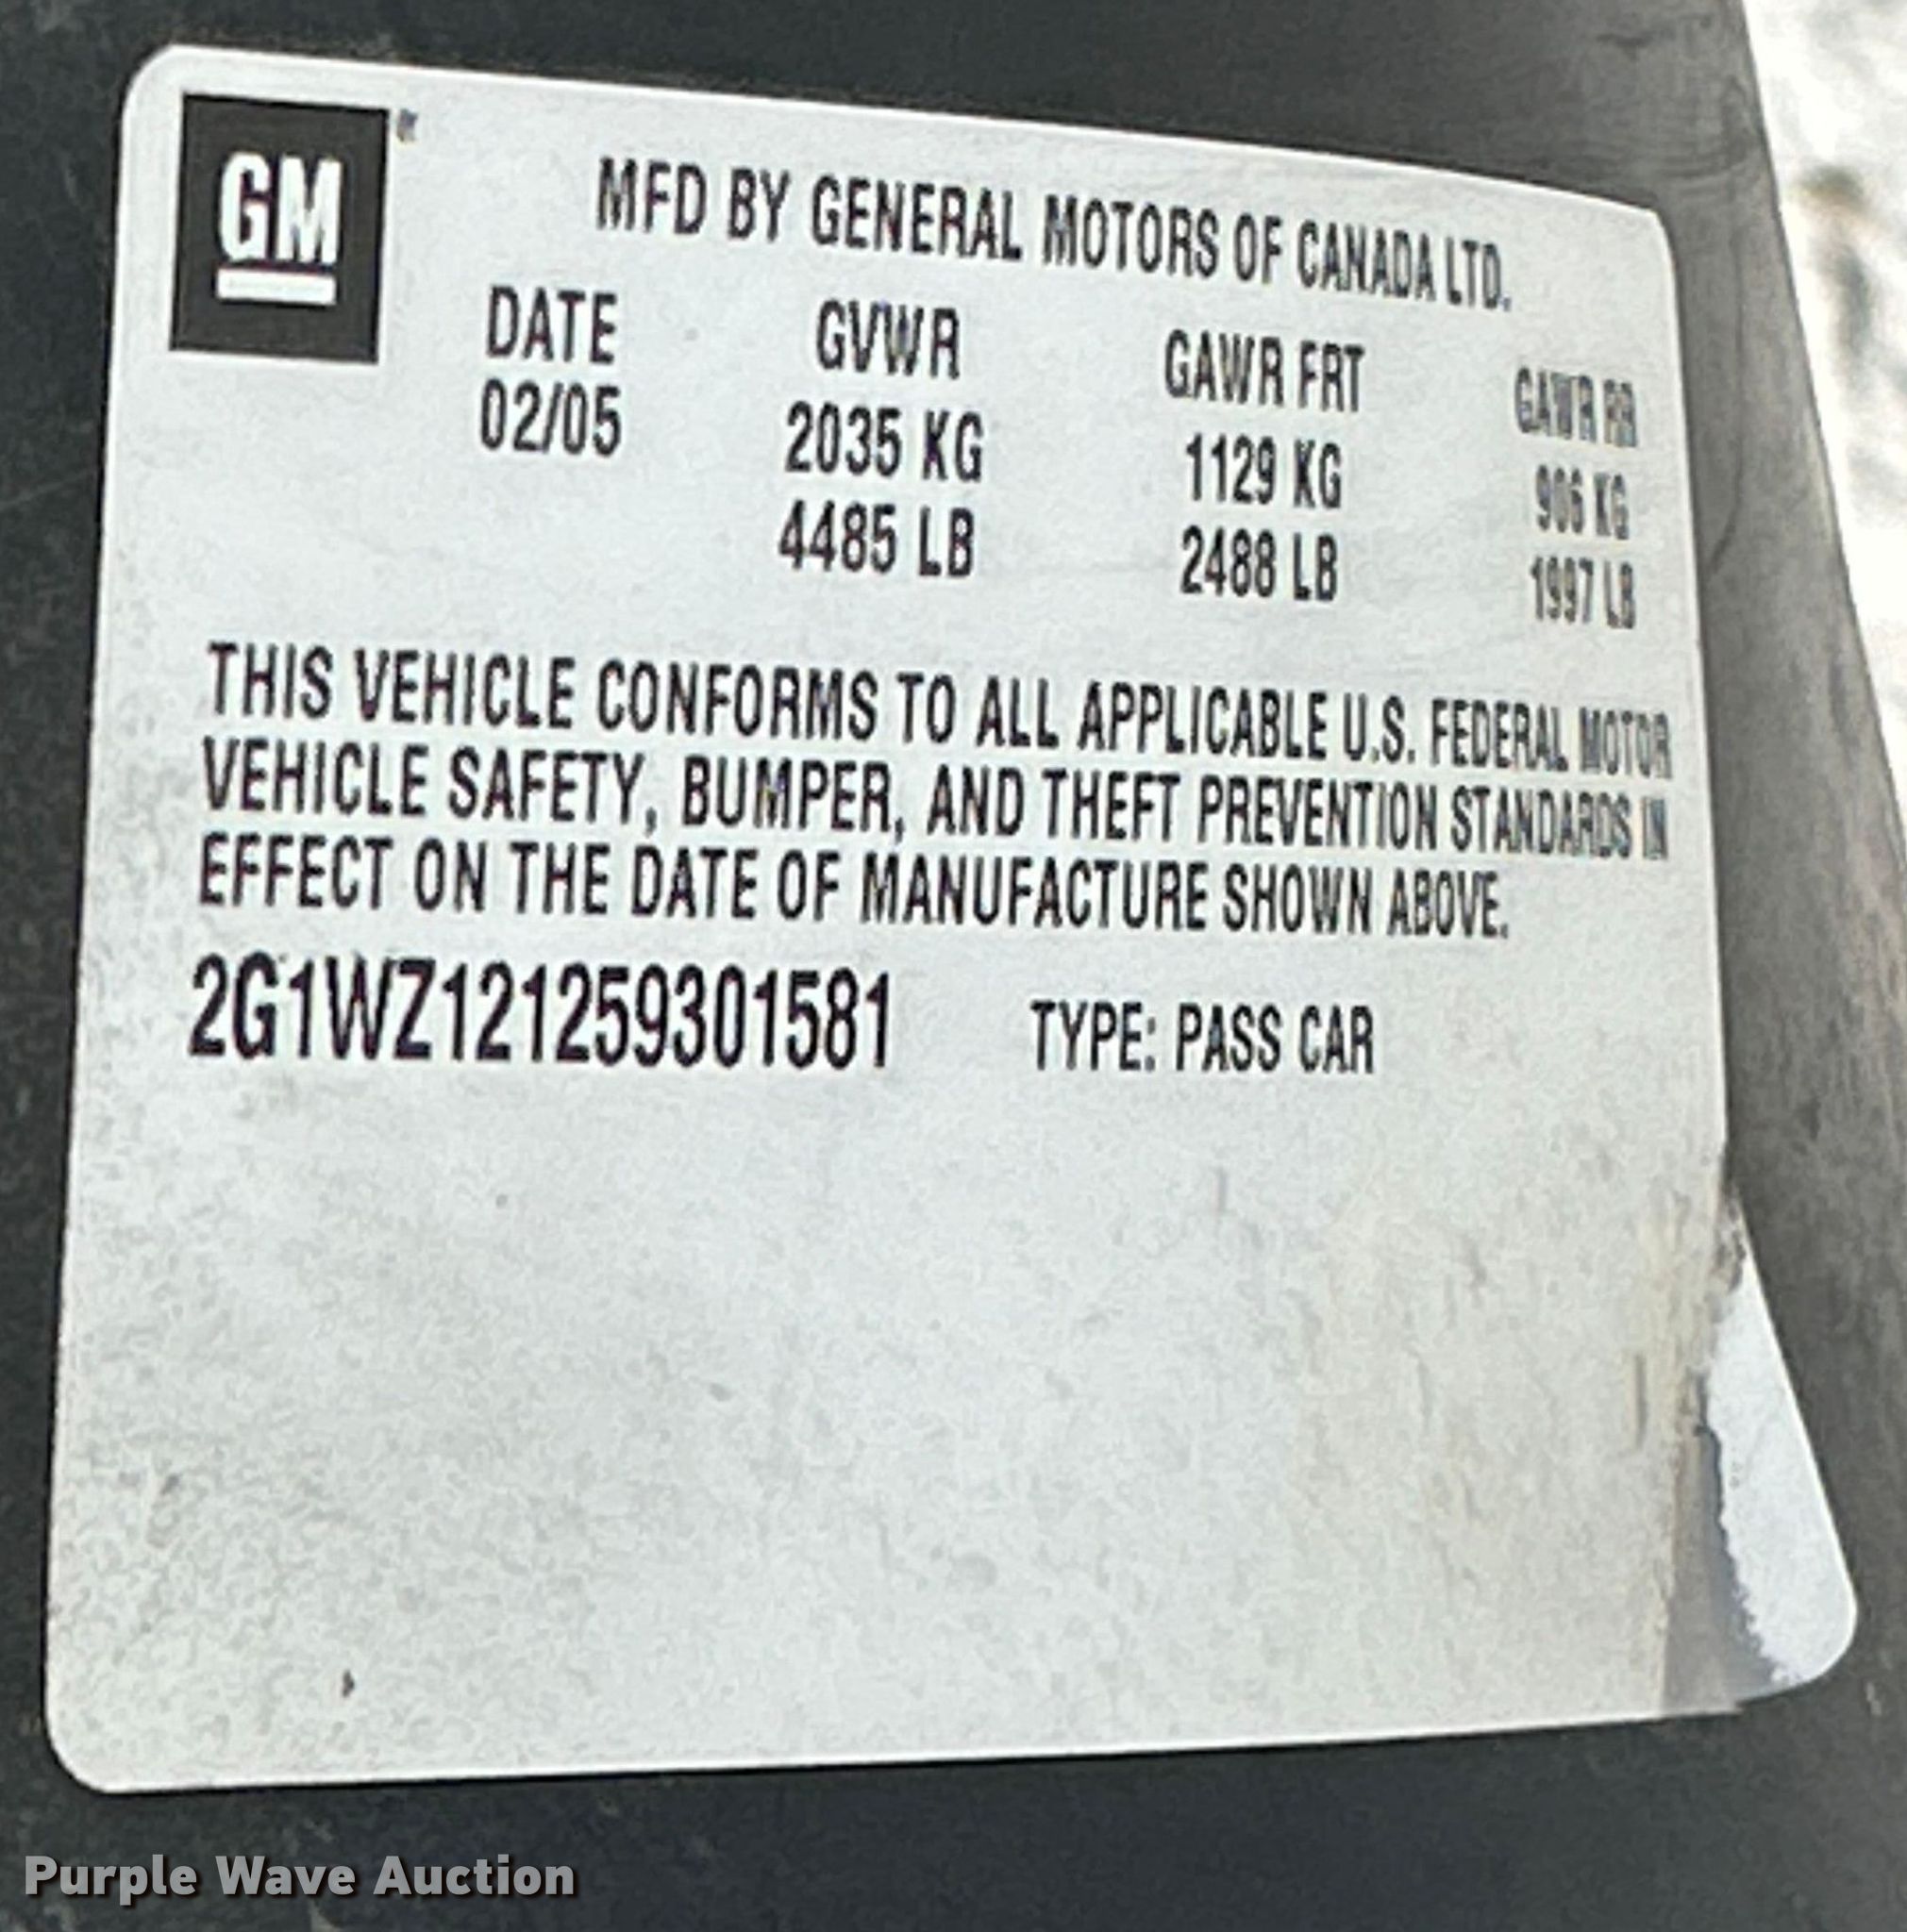 GM
MFD BY GENERAL MOTORS OF CANADA LTD.
DATE GVWR GAWR FRT GAWR RR
02/05 2035 KG 1129 KG 906 KG
4485 LB 2488 LB 1997 LB
THIS VEHICLE CONFORMS TO ALL APPLICABLE U.S. FEDERAL MOTOR
VEHICLE SAFETY, BUMPER, AND THEFT PREVENTION STANDARDS IN
EFFECT ON THE DATE OF MANUFACTURE SHOWN ABOVE.
2G1WZ121259301581 TYPE: PASS CAR
Purple Wave Auction